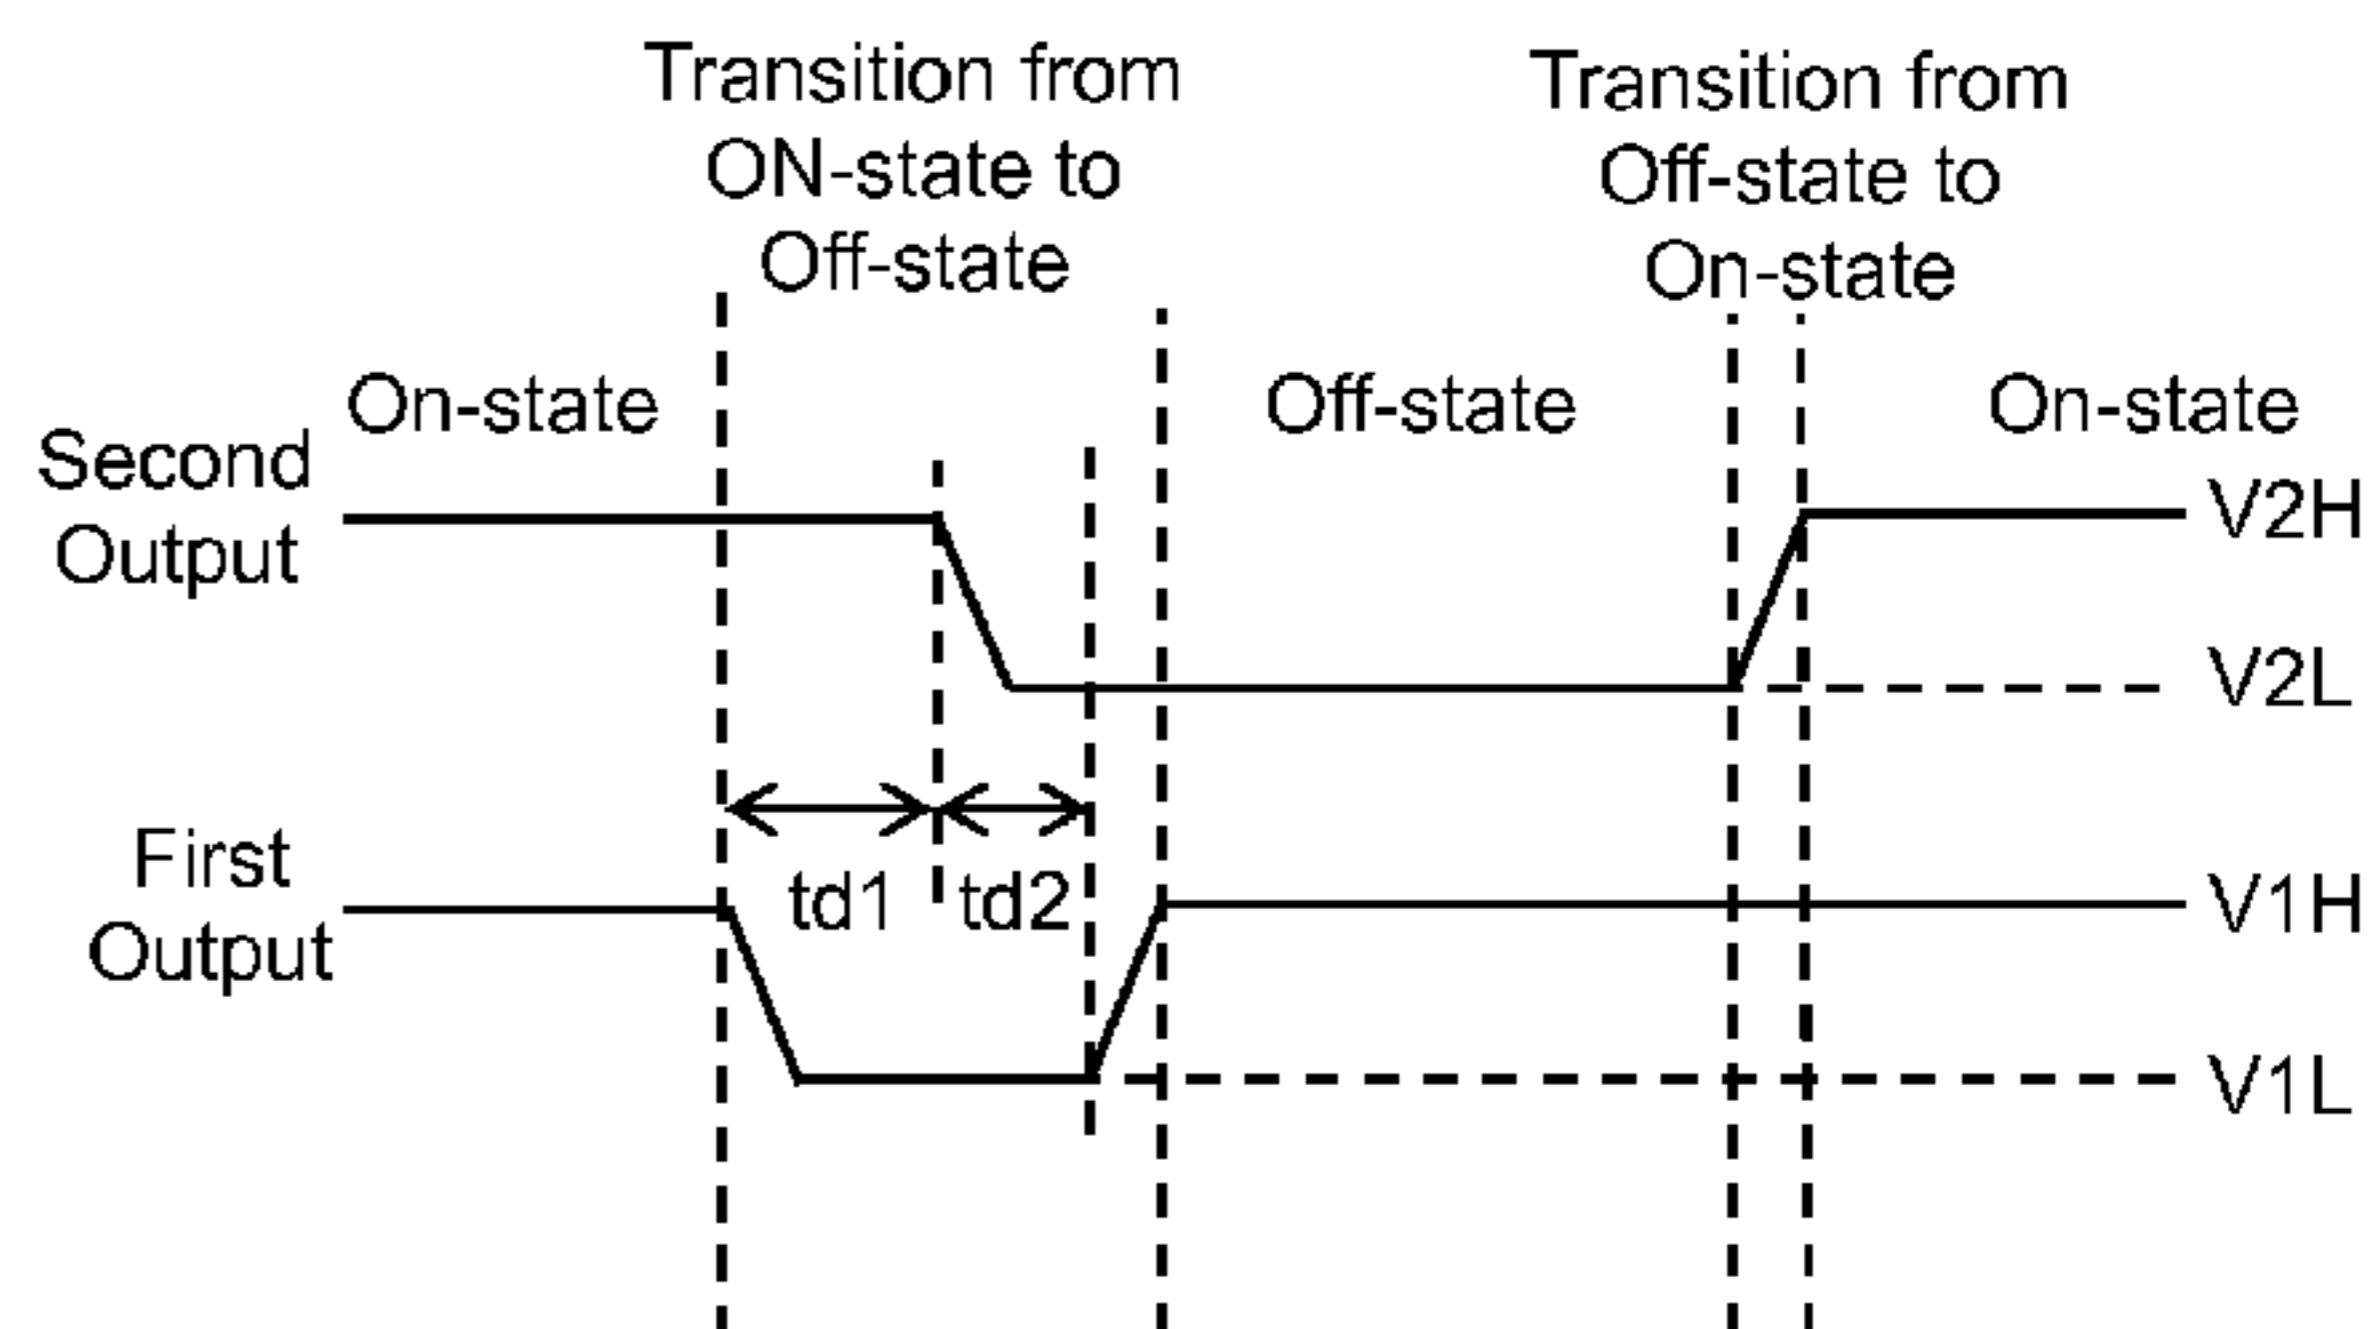 Transition from
ON-state to
Off-state
Transition from
Off-state to
On-state
On-state
Off-state
On-state
Second
Output
V2H
V2L
First
Output
td1
td2
V1H
V1L